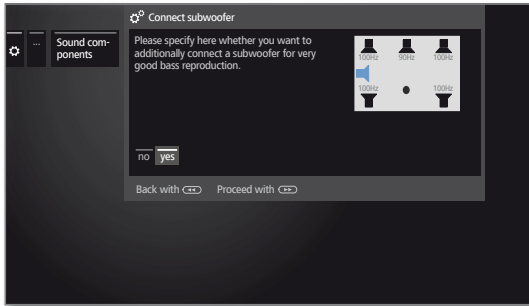 Connect subwoofer
...
Sound com-
ponents
Please specify here whether you want to
additionally connect a subwoofer for very
good bass reproduction.
100Hz 90Hz 100Hz
100Hz 100Hz
no yes
Back with Proceed with